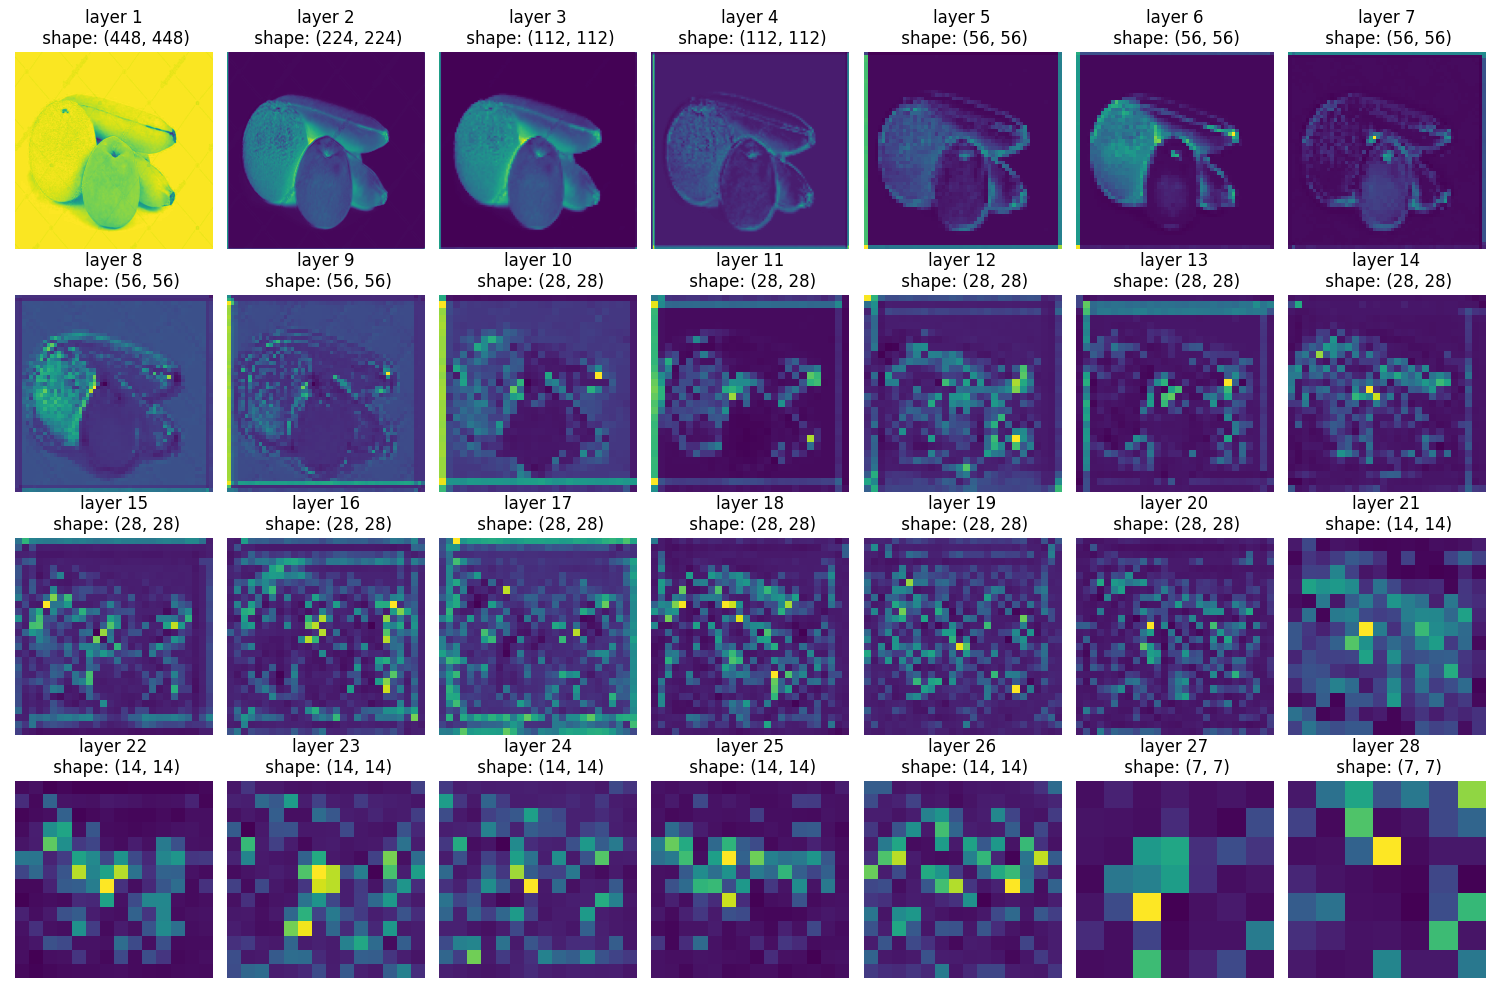 layer 1
shape: (448, 448)
layer 2
shape: (224, 224)
layer 3
shape: (112, 112)
layer 4
shape: (112, 112)
layer 5
shape: (56, 56)
layer 6
shape: (56, 56)
layer 7
shape: (56, 56)
layer 8
shape: (56, 56)
layer 9
shape: (56, 56)
layer 10
shape: (28, 28)
layer 11
shape: (28, 28)
layer 12
shape: (28, 28)
layer 13
shape: (28, 28)
layer 14
shape: (28, 28)
layer 15
shape: (28, 28)
layer 16
shape: (28, 28)
layer 17
shape: (28, 28)
layer 18
shape: (28, 28)
layer 19
shape: (28, 28)
layer 20
shape: (28, 28)
layer 21
shape: (14, 14)
layer 22
shape: (14, 14)
layer 23
shape: (14, 14)
layer 24
shape: (14, 14)
layer 25
shape: (14, 14)
layer 26
shape: (14, 14)
layer 27
shape: (7, 7)
layer 28
shape: (7, 7)